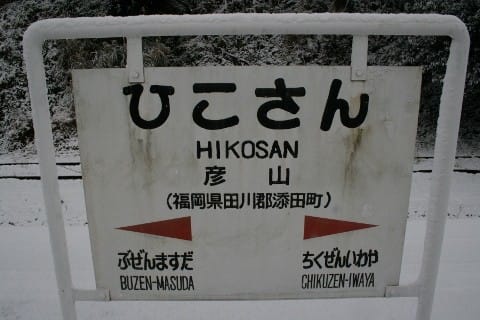 ひこさん
HIKOSAN
彦山
(福岡県田川郡添田町)
ぶぜんますだ ちくぜんいわや
BUZEN-MASUDA CHIKUZEN-IWAYA